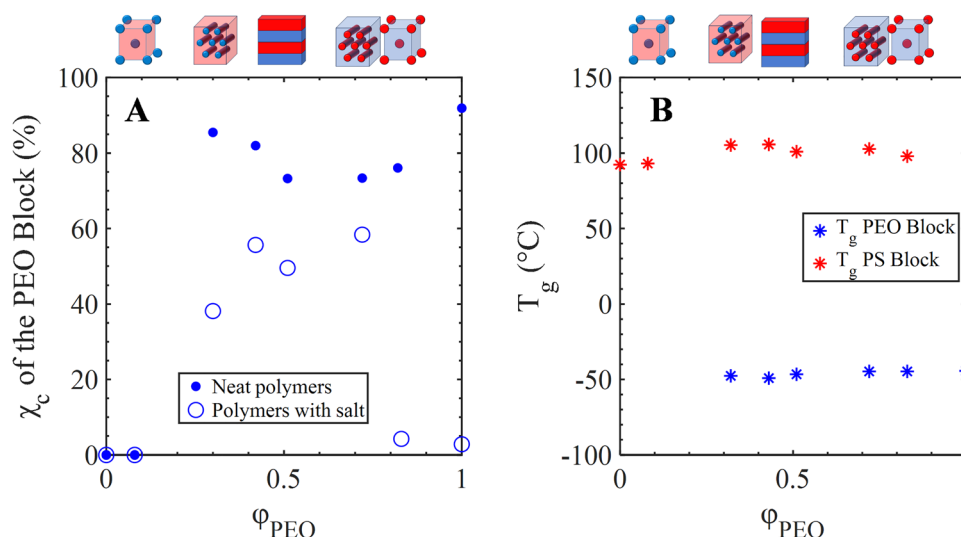 A
100
80
60
40
20
0
χc of the PEO Block (%)
Neat polymers
Polymers with salt
0
0.5
1
φPEO
B
150
100
50
0
-50
-100
Tg (°C)
Tg PEO Block
Tg PS Block
0
0.5
φPEO